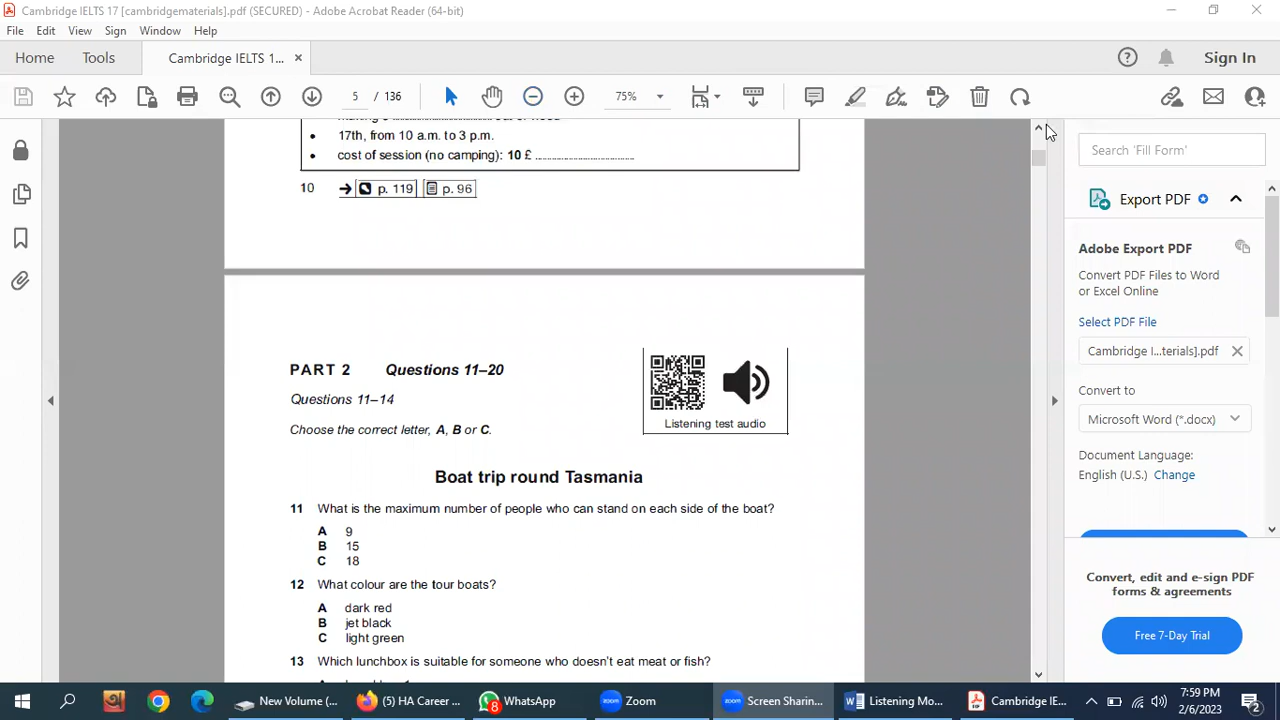 Cambridge IELTS 17 [cambridgematerials].pdf (SECURED) - Adobe Acrobat Reader (64-bit)
File Edit View Sign Window Help
Home Tools Cambridge IELTS 1... × Sign In
5 / 136 75%
17th, from 10 a.m. to 3 p.m.
cost of session (no camping): 10 £ ..............................
10 → p. 119 p. 96
PART 2 Questions 11–20
Questions 11–14
Choose the correct letter, A, B or C.
Listening test audio
Boat trip round Tasmania
11 What is the maximum number of people who can stand on each side of the boat?
A 9
B 15
C 18
12 What colour are the tour boats?
A dark red
B jet black
C light green
13 Which lunchbox is suitable for someone who doesn't eat meat or fish?
Search 'Fill Form'
Export PDF
Adobe Export PDF
Convert PDF Files to Word
or Excel Online
Select PDF File
Cambridge I...terials].pdf
Convert to
Microsoft Word (*.docx)
Document Language:
English (U.S.) Change
Convert, edit and e-sign PDF
forms & agreements
Free 7-Day Trial
New Volume (... (5) HA Career ... 8 WhatsApp zoom Zoom zoom Screen Sharin... Listening Mo... Cambridge IE... 7:59 PM
2/6/2023 2